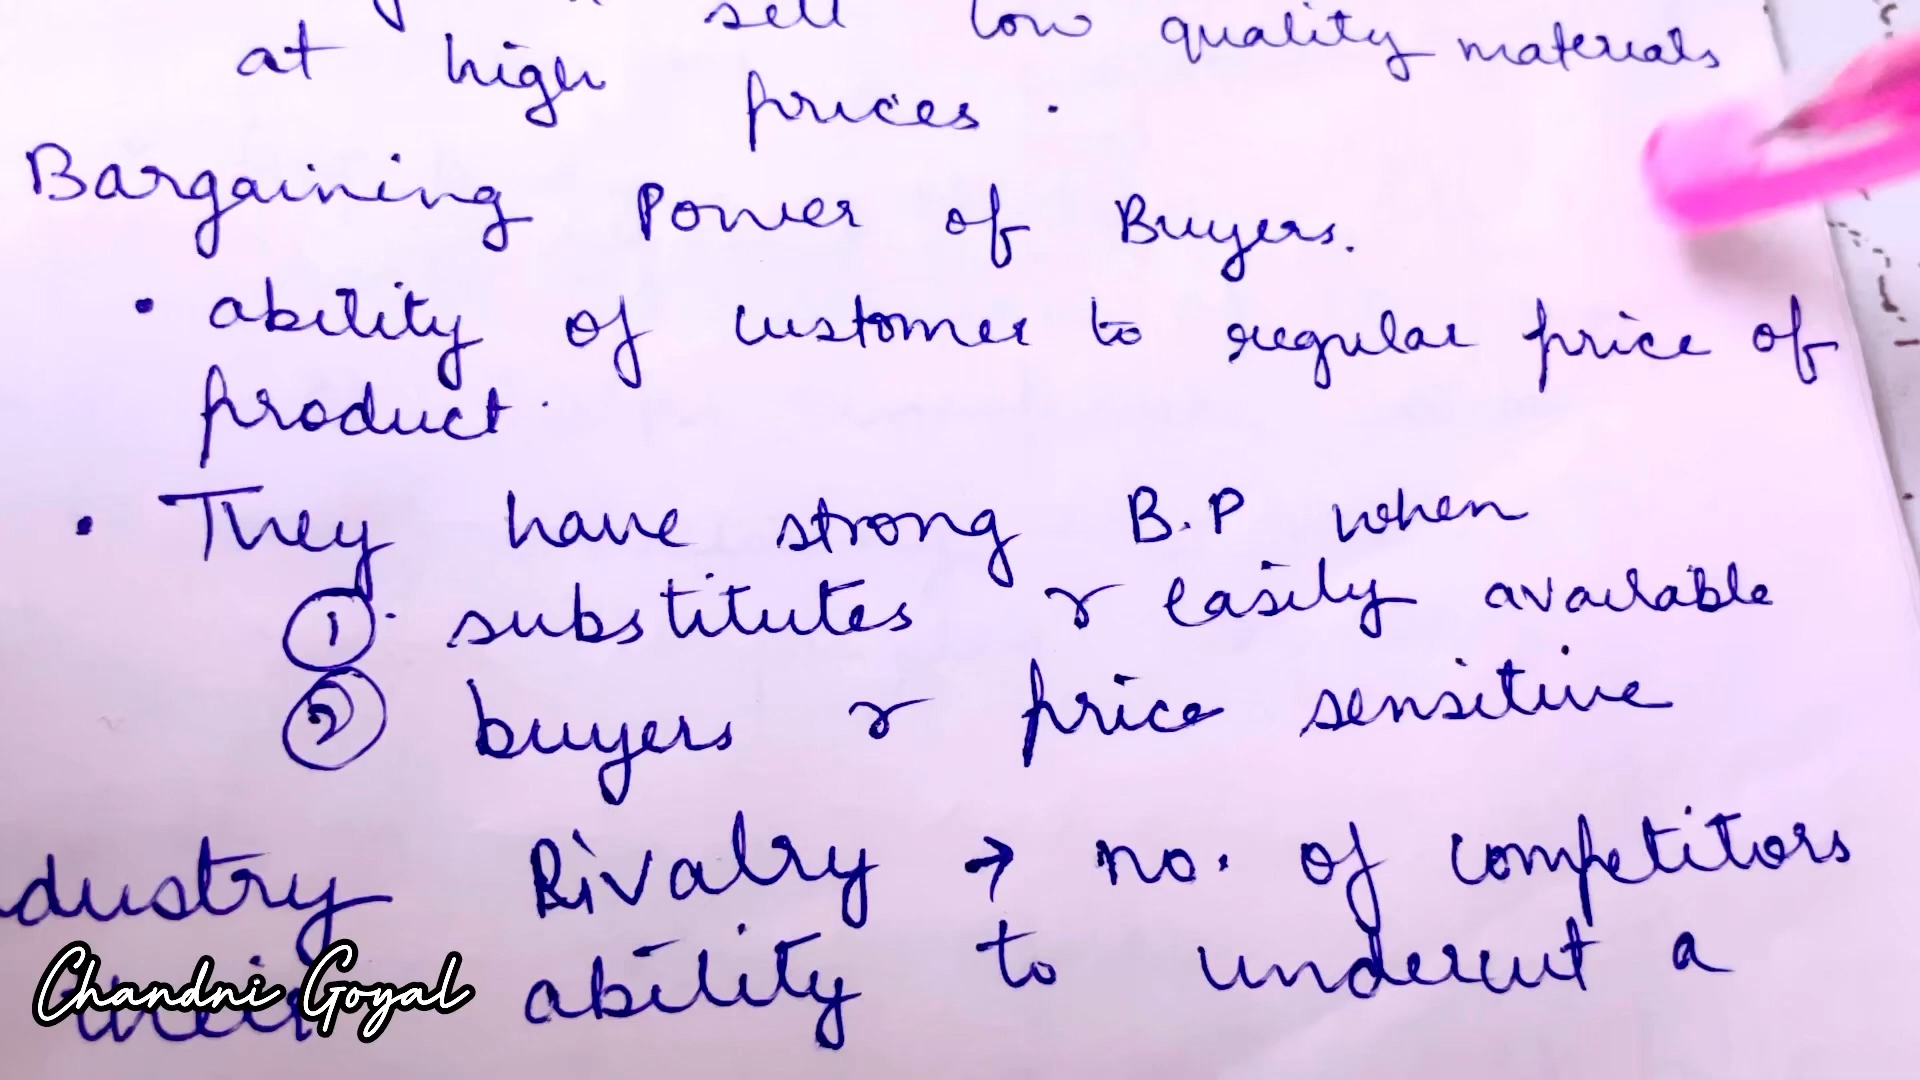 sell low quality materials
at high prices.
Bargaining Power of Buyers.
• ability of customer to regular price of
product.
• They have strong B.P when
① substitutes r easily available
② buyers r price sensitive
dustry Rivalry → no. of competitors
their ability to undercut a
Chandni Goyal